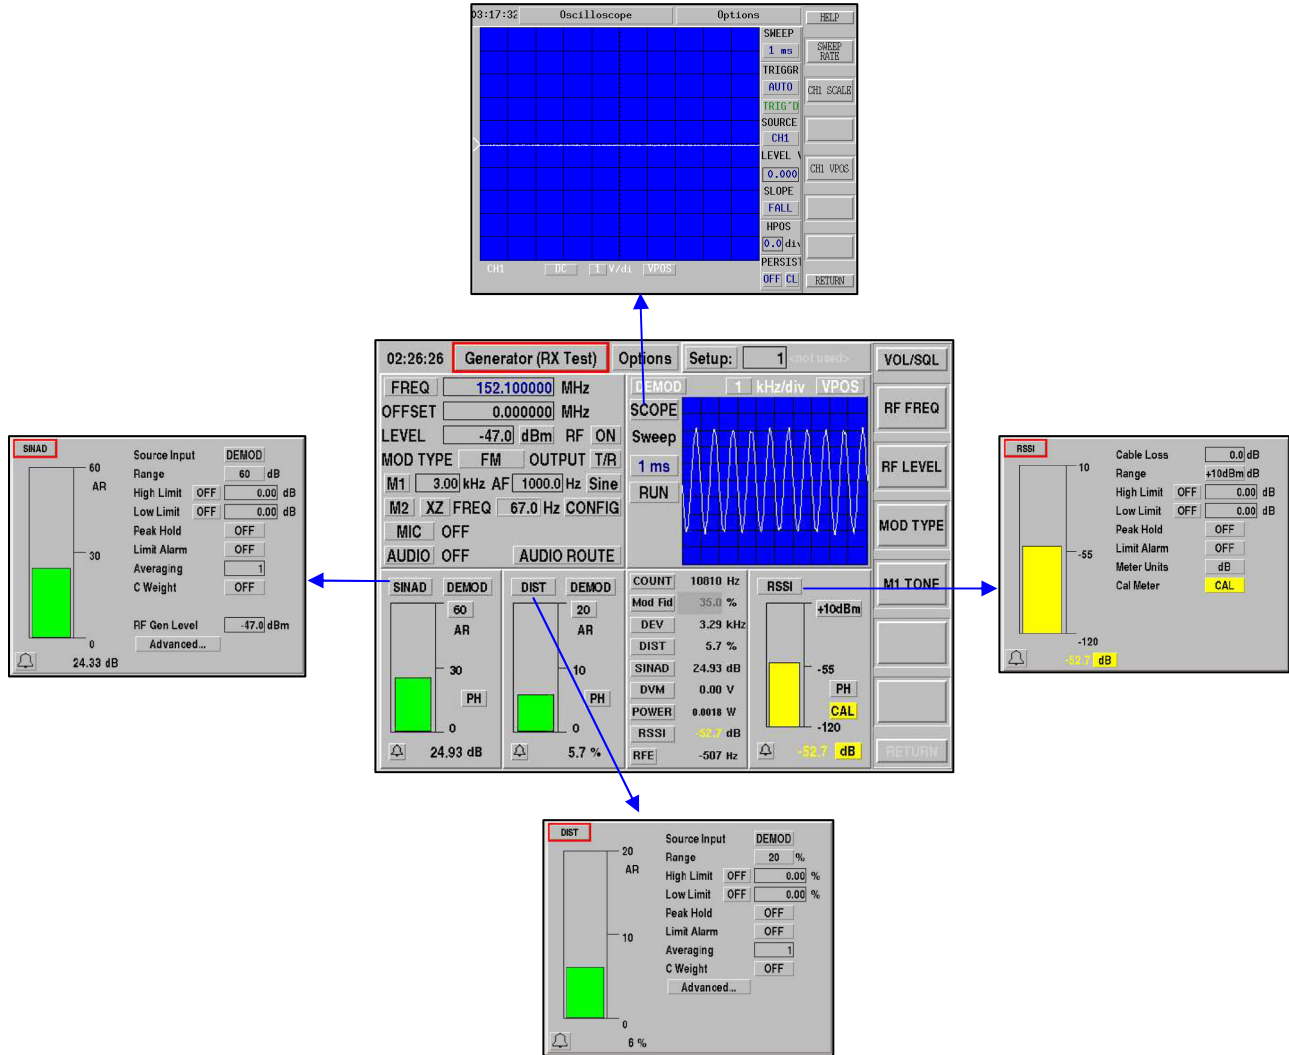 03:17:32 Oscilloscope Options HELP
SWEEP
1 ms
SWEEP RATE
TRIGGR
AUTO
CH1 SCALE
TRIG'D
SOURCE
CH1
LEVEL V
0.000
CH1 VPOS
SLOPE
FALL
HPOS
0.0 div
PERSIST
OFF CL
RETURN
CH1 DC 1 V/di VPOS
02:26:26 Generator (RX Test) Options Setup: 1 <not used> VOL/SQL
FREQ 152.100000 MHz
OFFSET 0.000000 MHz
LEVEL -47.0 dBm RF ON
MOD TYPE FM OUTPUT T/R
M1 3.00 kHz AF 1000.0 Hz Sine
M2 XZ FREQ 67.0 Hz CONFIG
MIC OFF
AUDIO OFF AUDIO ROUTE
DEMOD 1 kHz/div VPOS
SCOPE
Sweep
1 ms
RUN
RF FREQ
RF LEVEL
MOD TYPE
M1 TONE
RETURN
SINAD DEMOD
60
AR
30
PH
0
24.93 dB
DIST DEMOD
20
AR
10
PH
0
5.7 %
COUNT 10810 Hz
Mod Fid 35.0 %
DEV 3.29 kHz
DIST 5.7 %
SINAD 24.93 dB
DVM 0.00 V
POWER 0.0018 W
RSSI -52.7 dB
RFE -507 Hz
RSSI
+10dBm
-55
PH
CAL
-120
-52.7 dB
SINAD
60
AR
30
0
24.33 dB
Source Input DEMOD
Range 60 dB
High Limit OFF 0.00 dB
Low Limit OFF 0.00 dB
Peak Hold OFF
Limit Alarm OFF
Averaging 1
C Weight OFF
RF Gen Level -47.0 dBm
Advanced...
RSSI
10
-55
-120
-52.7 dB
Cable Loss 0.0 dB
Range +10dBm dB
High Limit OFF 0.00 dB
Low Limit OFF 0.00 dB
Peak Hold OFF
Limit Alarm OFF
Meter Units dB
Cal Meter CAL
DIST
20
AR
10
0
6 %
Source Input DEMOD
Range 20 %
High Limit OFF 0.00 %
Low Limit OFF 0.00 %
Peak Hold OFF
Limit Alarm OFF
Averaging 1
C Weight OFF
Advanced...